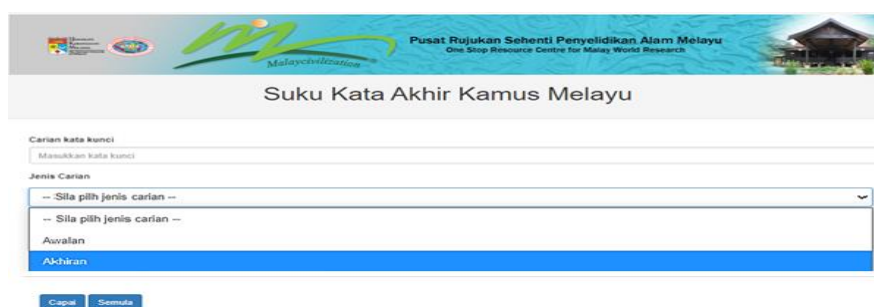 Malaycivilization
Pusat Rujukan Sehenti Penyelidikan Alam Melayu
One Stop Resource Centre for Malay World Research
Suku Kata Akhir Kamus Melayu
Carian kata kunci
Masukkan kata kunci
Jenis Carian
-- Sila pilh jenis carian --
-- Sila pilh jenis carian --
Awalan
Akhiran
Capai Semula